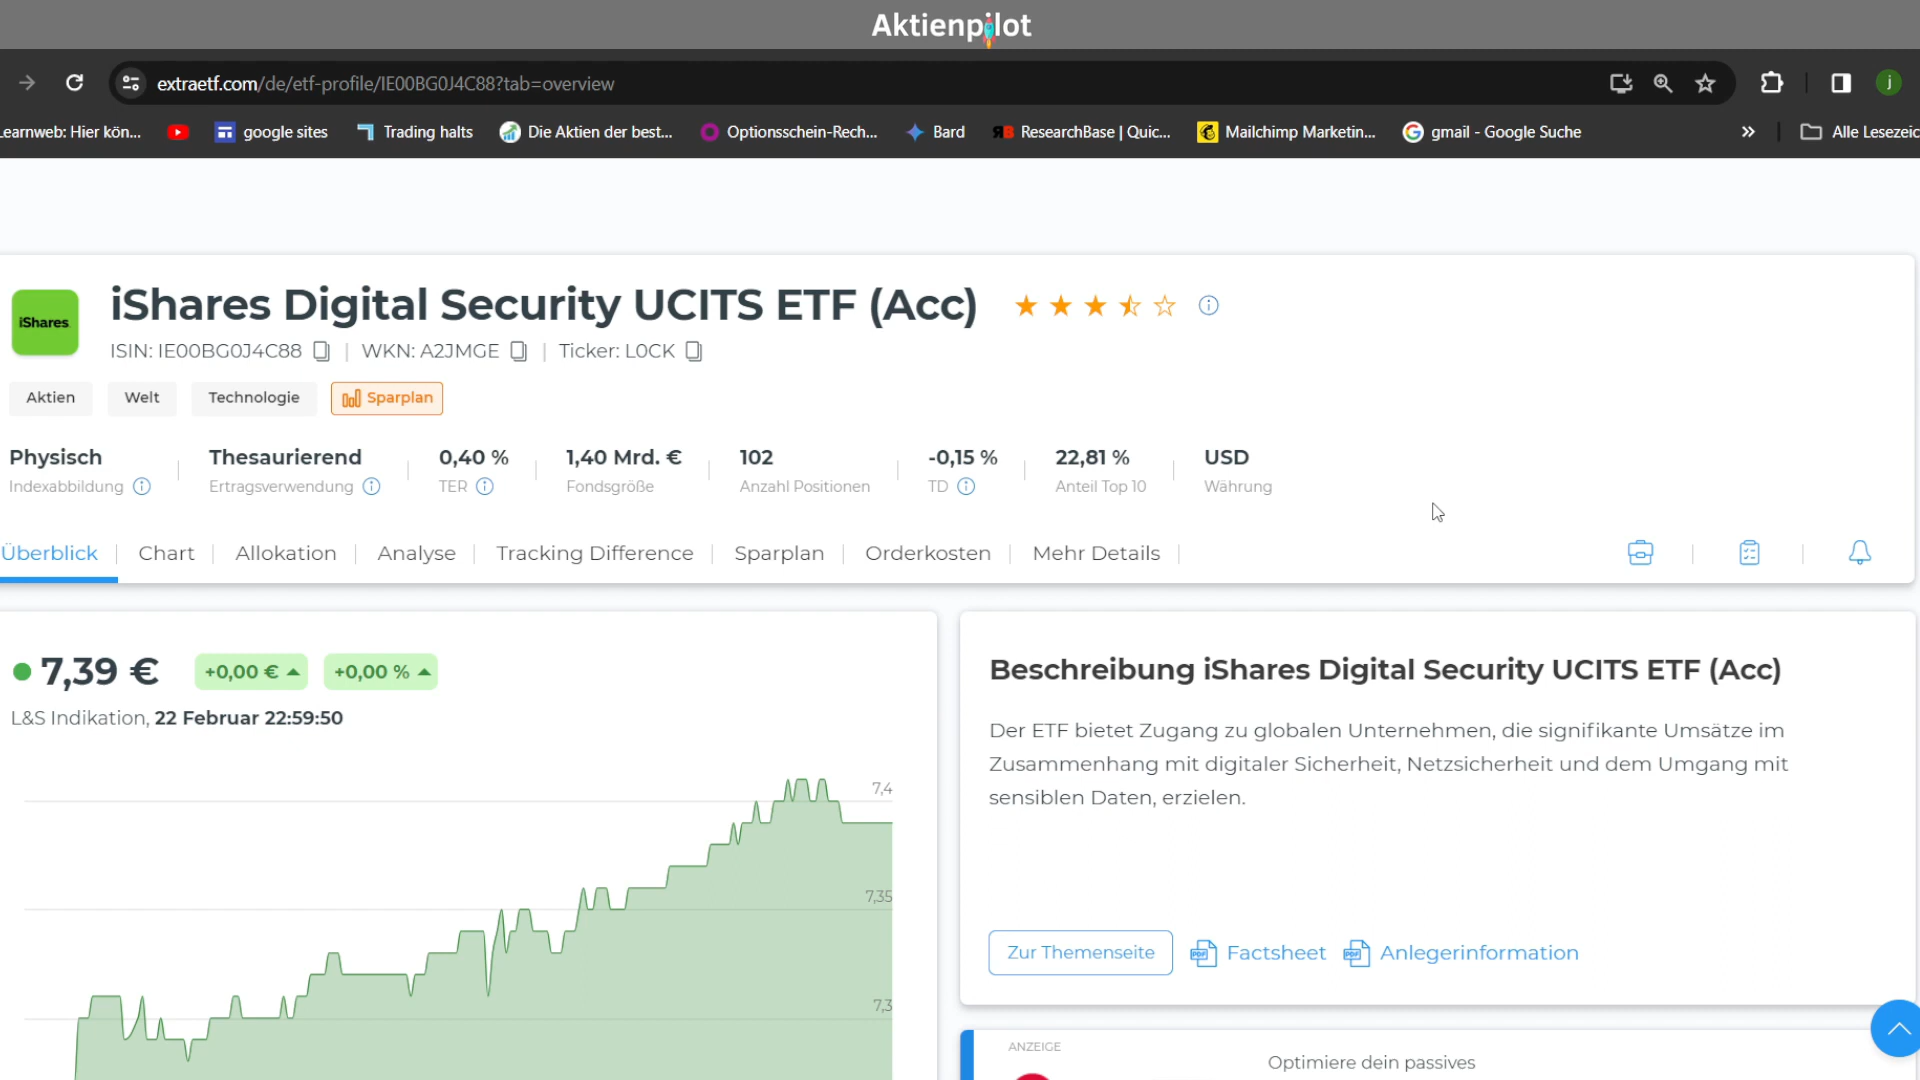 Aktienpilot
extraetf.com/de/etf-profile/IE00BG0J4C88?tab=overview
j
Learnweb: Hier kön...
google sites
Trading halts
Die Aktien der best...
Optionsschein-Rech...
Bard
RB
ResearchBase | Quic...
Mailchimp Marketin...
gmail - Google Suche
»
Alle Lesezeic
iShares
iShares Digital Security UCITS ETF (Acc)
ISIN: IE00BG0J4C88 | WKN: A2JMGE | Ticker: L0CK
Aktien
Welt
Technologie
Sparplan
Physisch
Indexabbildung
Thesaurierend
Ertragsverwendung
0,40 %
TER
1,40 Mrd. €
Fondsgröße
102
Anzahl Positionen
-0,15 %
TD
22,81 %
Anteil Top 10
USD
Währung
Überblick
Chart
Allokation
Analyse
Tracking Difference
Sparplan
Orderkosten
Mehr Details
7,39 €
+0,00 €
+0,00 %
L&S Indikation, 22 Februar 22:59:50
7,4
7,35
7,3
Beschreibung iShares Digital Security UCITS ETF (Acc)
Der ETF bietet Zugang zu globalen Unternehmen, die signifikante Umsätze im
Zusammenhang mit digitaler Sicherheit, Netzsicherheit und dem Umgang mit
sensiblen Daten, erzielen.
Zur Themenseite
PDF
Factsheet
PDF
Anlegerinformation
ANZEIGE
Optimiere dein passives